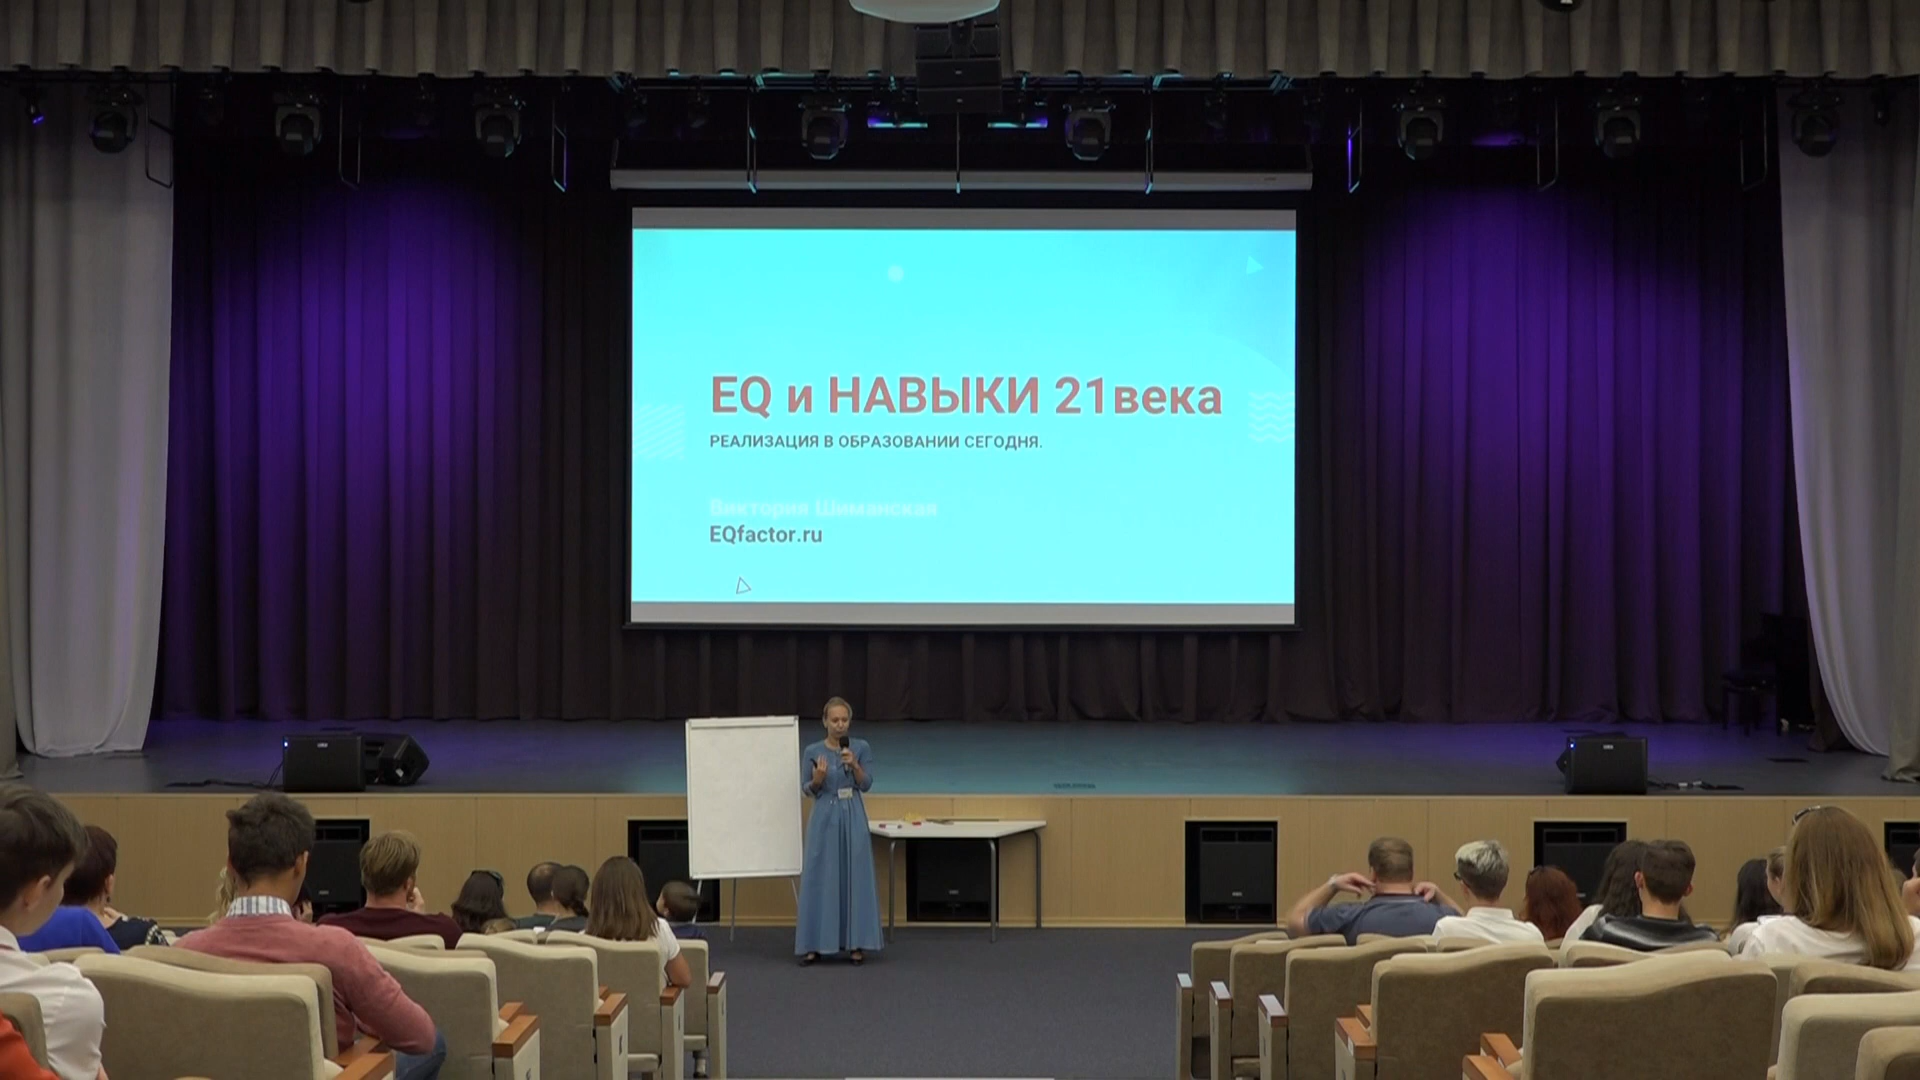 EQ и НАВЫКИ 21века
РЕАЛИЗАЦИЯ В ОБРАЗОВАНИИ СЕГОДНЯ.
Виктория Шиманская
EQfactor.ru